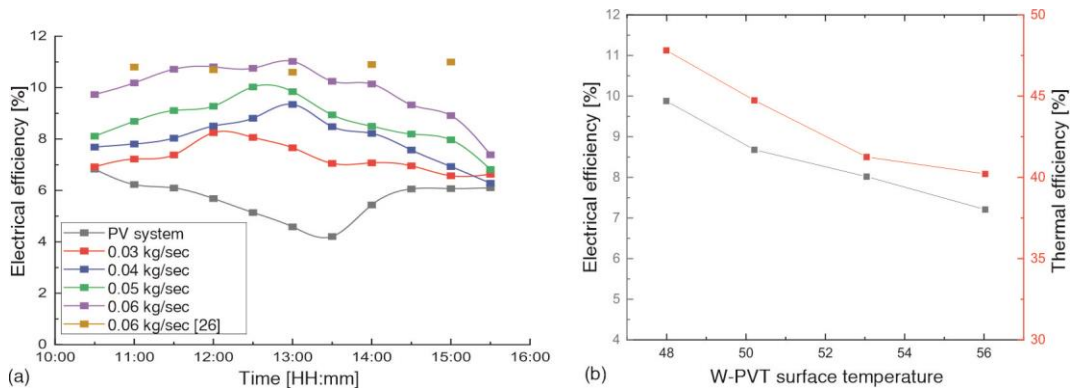 12
10
8
6
4
2
0
Electrical efficiency [%]
PV system
0.03 kg/sec
0.04 kg/sec
0.05 kg/sec
0.06 kg/sec
0.06 kg/sec [26]
10:00 11:00 12:00 13:00 14:00 15:00 16:00
Time [HH:mm]
(a)
12
11
10
9
8
7
6
5
4
Electrical efficiency [%]
50
45
40
35
30
Thermal efficiency [%]
48 50 52 54 56
W-PVT surface temperature
(b)